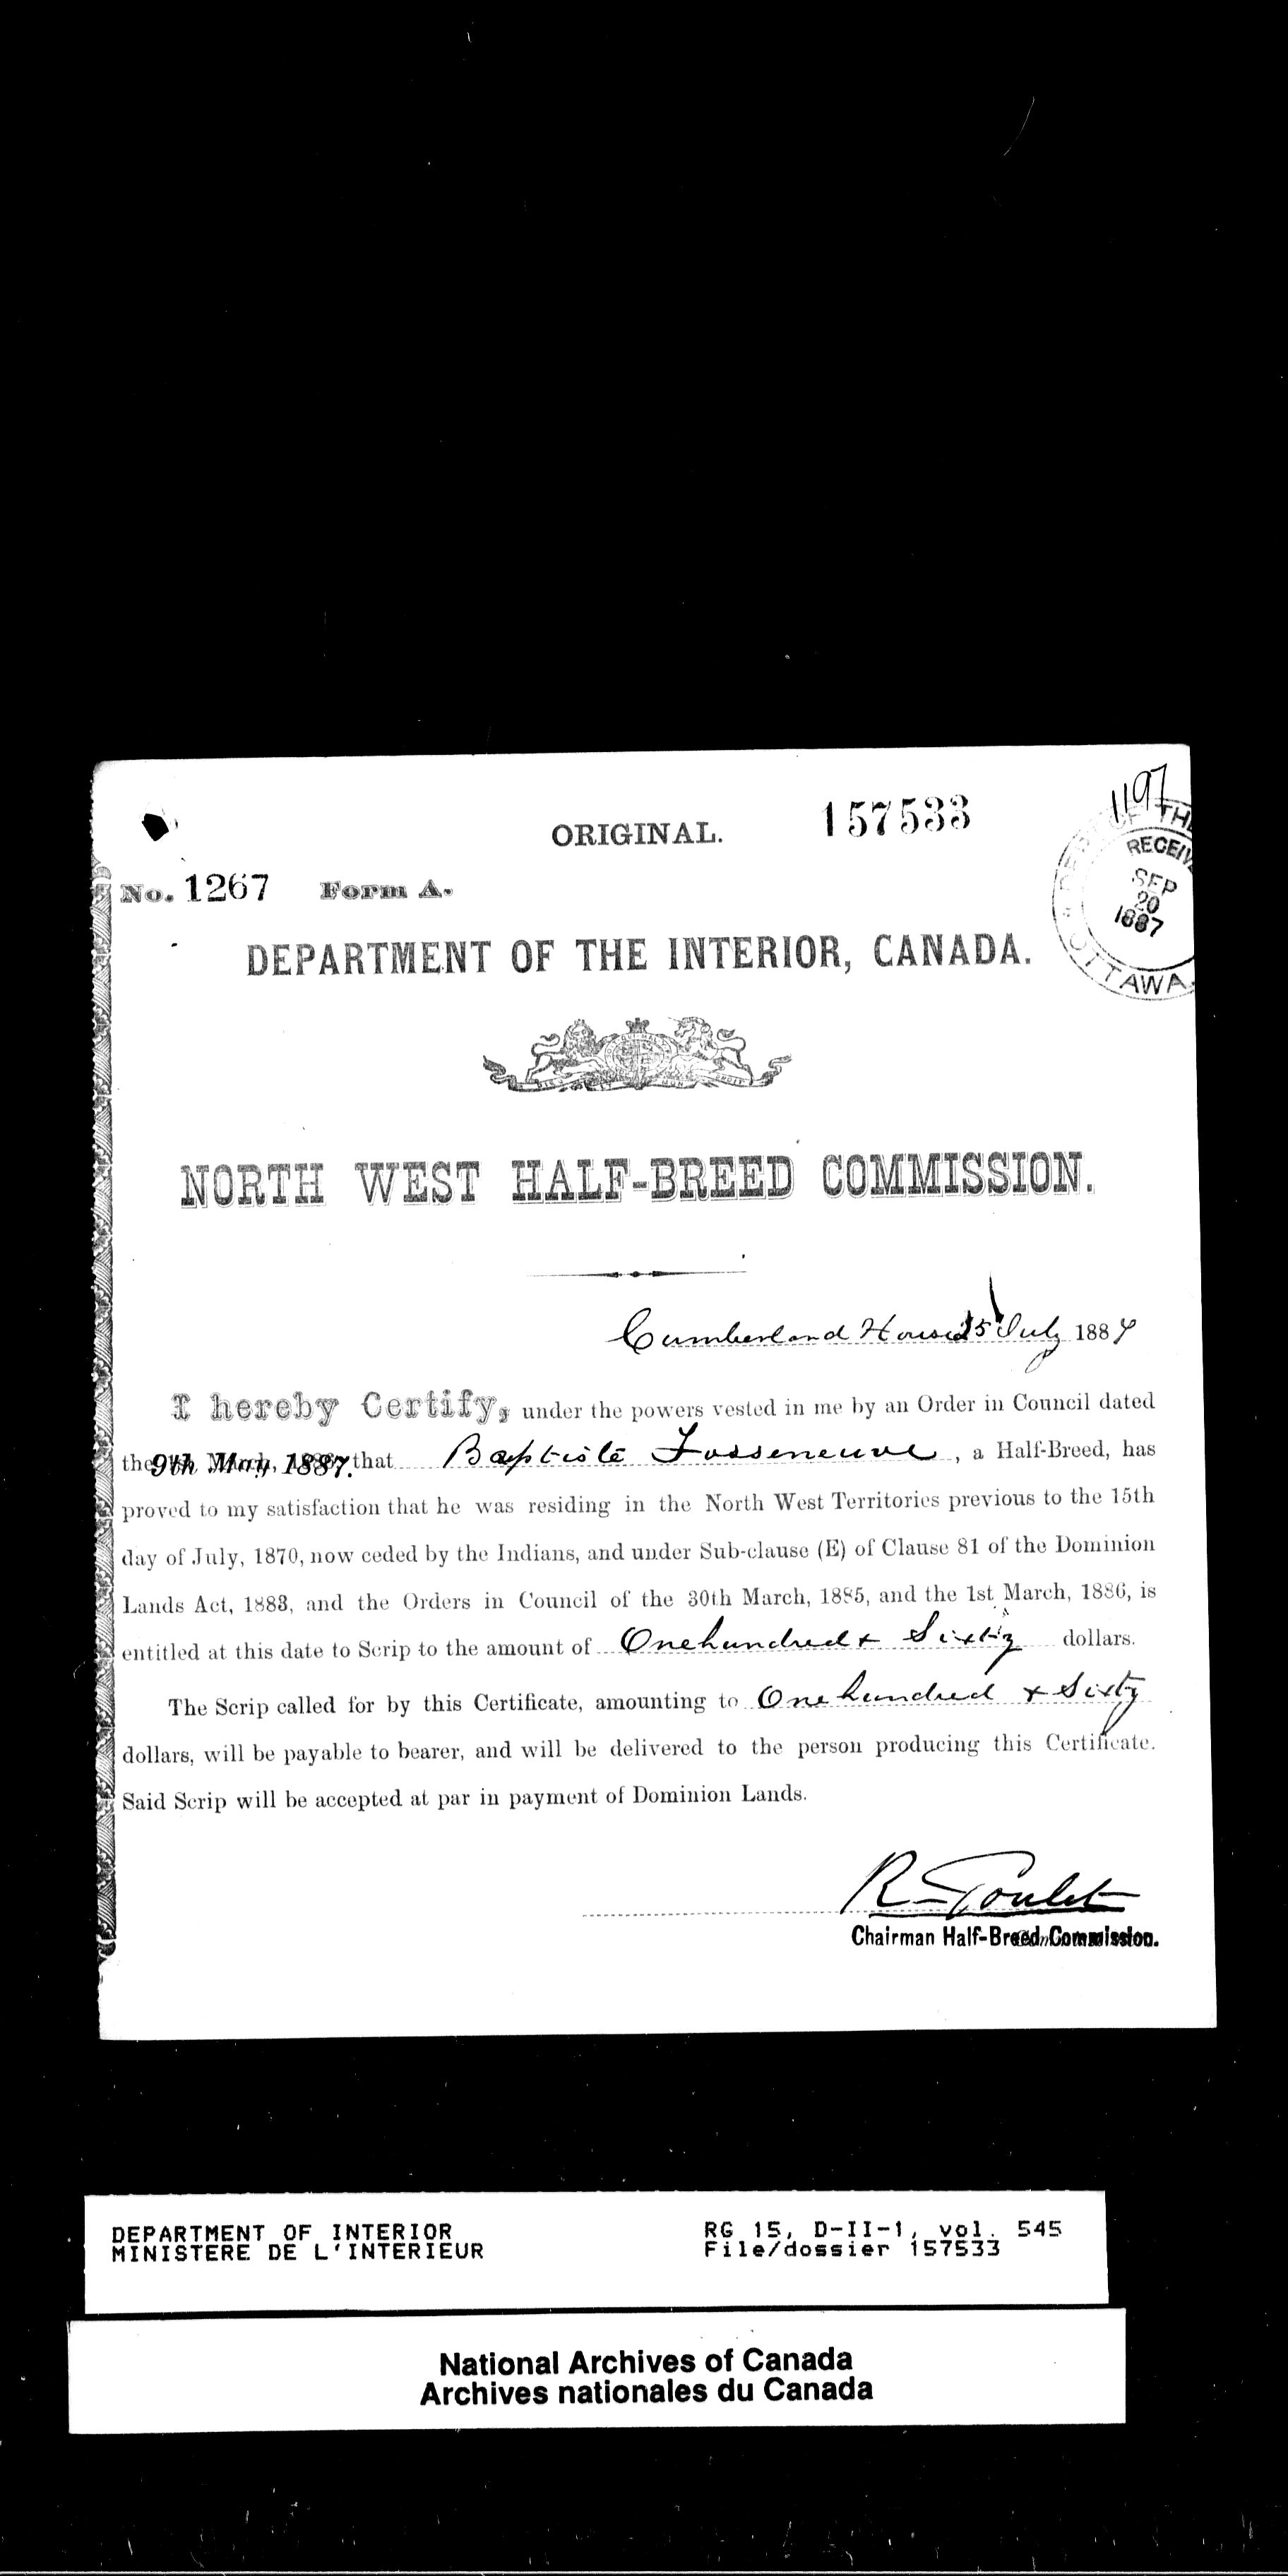 1197
ORIGINAL. 157533
DEPT OF THE
RECEIV
SEP
20
1887
OTTAWA
No. 1267 Form A.
DEPARTMENT OF THE INTERIOR, CANADA.
NORTH WEST HALF-BREED COMMISSION.
Cumberland House 25 July 1887
I hereby Certify, under the powers vested in me by an Order in Council dated
the 9th May, 1887. that Baptiste Fosseneuve, a Half-Breed, has
proved to my satisfaction that he was residing in the North West Territories previous to the 15th
day of July, 1870, now ceded by the Indians, and under Sub-clause (E) of Clause 81 of the Dominion
Lands Act, 1883, and the Orders in Council of the 30th March, 1885, and the 1st March, 1886, is
entitled at this date to Scrip to the amount of One hundred & Sixty dollars.
The Scrip called for by this Certificate, amounting to One hundred & Sixty
dollars, will be payable to bearer, and will be delivered to the person producing this Certificate.
Said Scrip will be accepted at par in payment of Dominion Lands.
R. Goulet
Chairman Half-Breed Commission.
DEPARTMENT OF INTERIOR RG 15, D-II-1, vol. 545
MINISTERE DE L'INTERIEUR File/dossier 157533
National Archives of Canada
Archives nationales du Canada